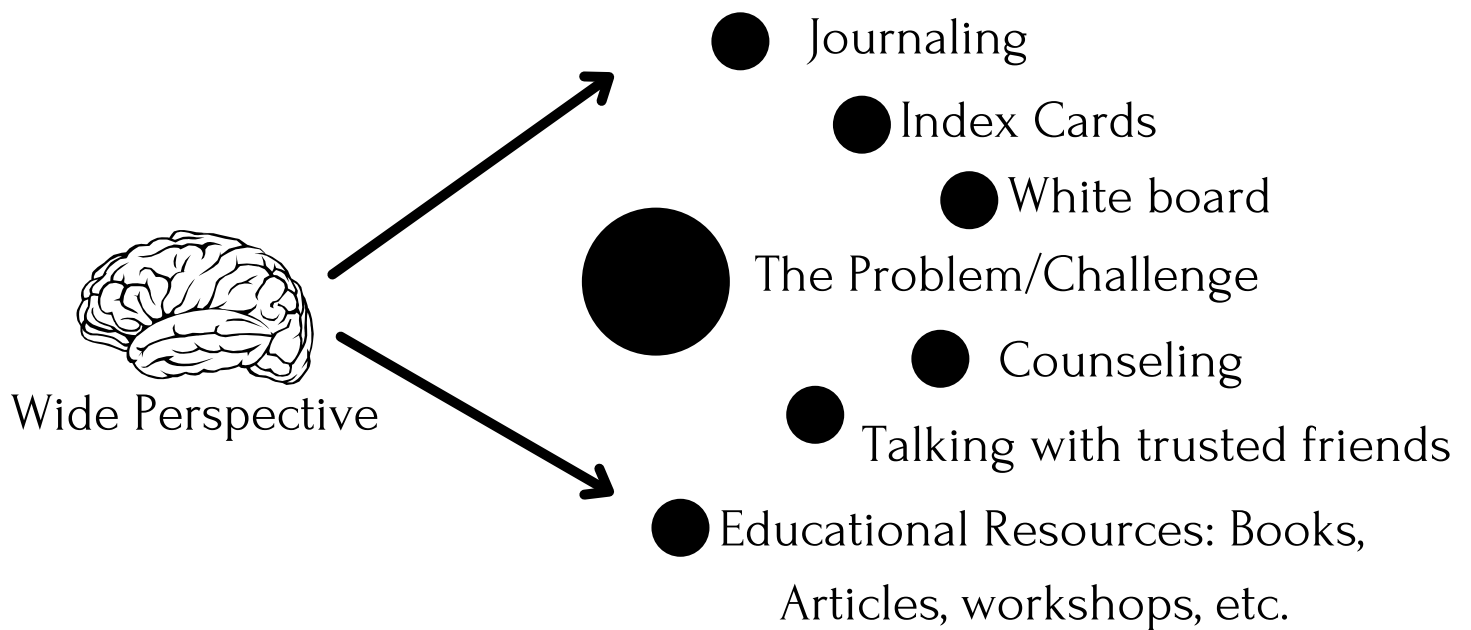 Journaling
Index Cards
White board
The Problem/Challenge
Wide Perspective
Counseling
Talking with trusted friends
Educational Resources: Books,
Articles, workshops, etc.